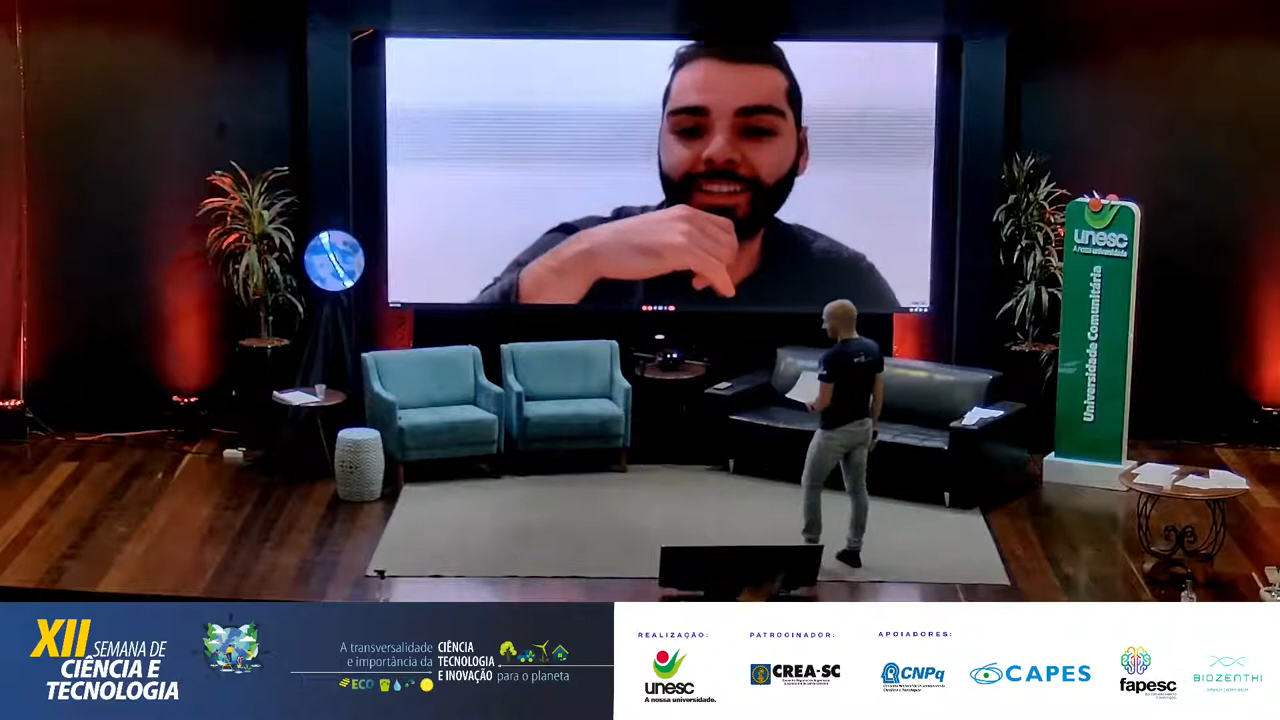 unesc
A nossa universidade
Universidade Comunitária
XII SEMANA DE
CIÊNCIA E
TECNOLOGIA
A transversalidade CIÊNCIA
e importância da TECNOLOGIA
E INOVAÇÃO para o planeta
ECO
REALIZAÇÃO:
unesc
A nossa universidade.
PATROCINADOR:
CREA-SC
APOIADORES:
CNPq
CAPES
fapesc
BIOZENTHI